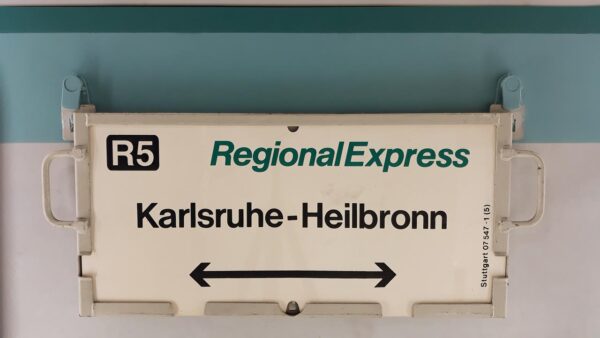 R5
RegionalExpress
Karlsruhe-Heilbronn
Stuttgart 07 547-1 (5)